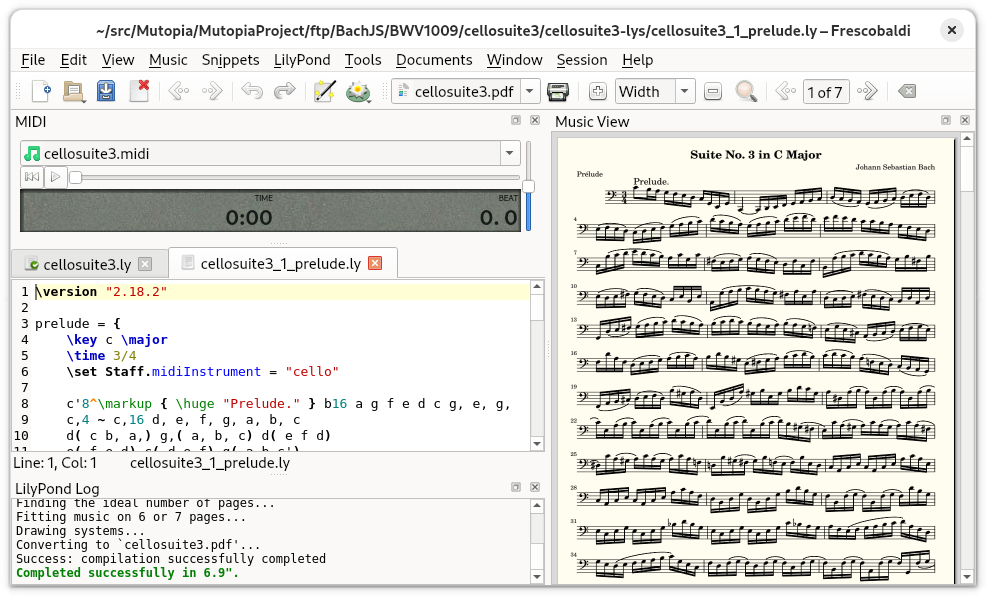 ~/src/Mutopia/MutopiaProject/ftp/BachJS/BWV1009/cellosuite3/cellosuite3-lys/cellosuite3_1_prelude.ly – Frescobaldi
File Edit View Music Snippets LilyPond Tools Documents Window Session Help
cellosuite3.pdf Width 1 of 7
MIDI
cellosuite3.midi
TIME BEAT
0:00 0. 0
cellosuite3.ly cellosuite3_1_prelude.ly
1 \version "2.18.2"
2
3 prelude = {
4 \key c \major
5 \time 3/4
6 \set Staff.midiInstrument = "cello"
7
8 c'8^\markup { \huge "Prelude." } b16 a g f e d c g, e, g,
9 c,4 ~ c,16 d, e, f, g, a, b, c
10 d( c b, a,) g,( a, b, c) d( e f d)
Line: 1, Col: 1 cellosuite3_1_prelude.ly
LilyPond Log
Finding the ideal number of pages...
Fitting music on 6 or 7 pages...
Drawing systems...
Converting to `cellosuite3.pdf'...
Success: compilation successfully completed
Completed successfully in 6.9".
Music View
Suite No. 3 in C Major
Johann Sebastian Bach
Prélude
Prelude.
4
7
10
13
16
19
22
25
28
31
34